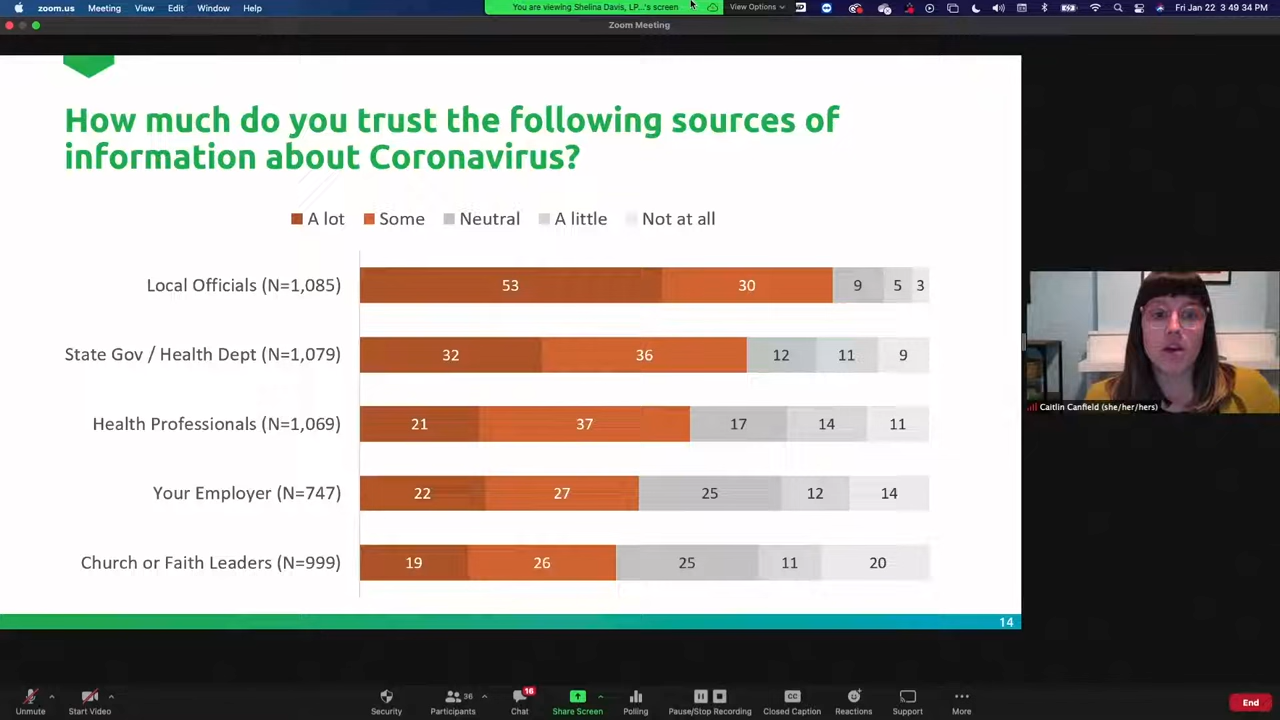 zoom.us Meeting View Edit Window Help
You are viewing Shelina Davis, LP...'s screen
View Options
Fri Jan 22 3:49:34 PM
Zoom Meeting
How much do you trust the following sources of
information about Coronavirus?
A lot Some Neutral A little Not at all
Local Officials (N=1,085) 53 30 9 5 3
State Gov / Health Dept (N=1,079) 32 36 12 11 9
Health Professionals (N=1,069) 21 37 17 14 11
Your Employer (N=747) 22 27 25 12 14
Church or Faith Leaders (N=999) 19 26 25 11 20
14
Caitlin Canfield (she/her/hers)
36 16
Unmute Start Video Security Participants Chat Share Screen Polling Pause/Stop Recording Closed Caption Reactions Support More End